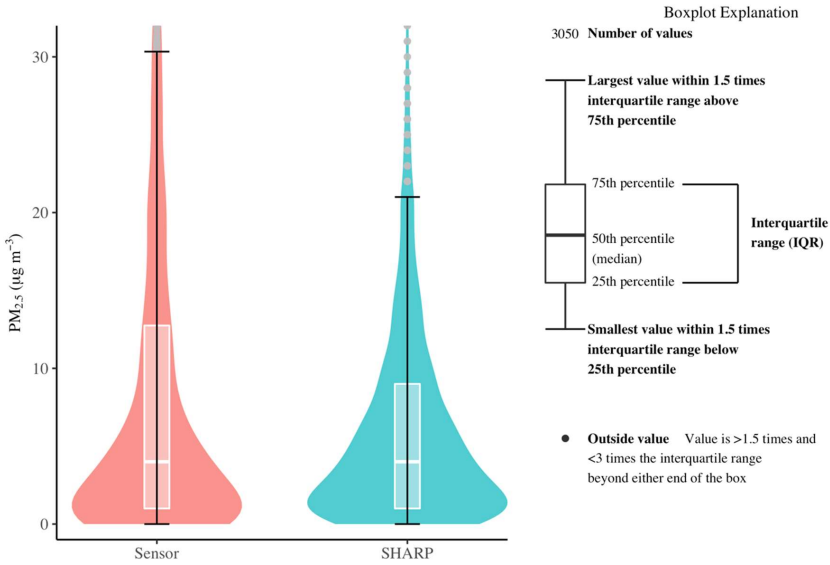 Boxplot Explanation
3050 Number of values
Largest value within 1.5 times
interquartile range above
75th percentile
75th percentile
50th percentile
(median)
25th percentile
Interquartile
range (IQR)
Smallest value within 1.5 times
interquartile range below
25th percentile
Outside value Value is >1.5 times and
<3 times the interquartile range
beyond either end of the box
PM2.5 (μg m−3)
30
20
10
0
Sensor
SHARP